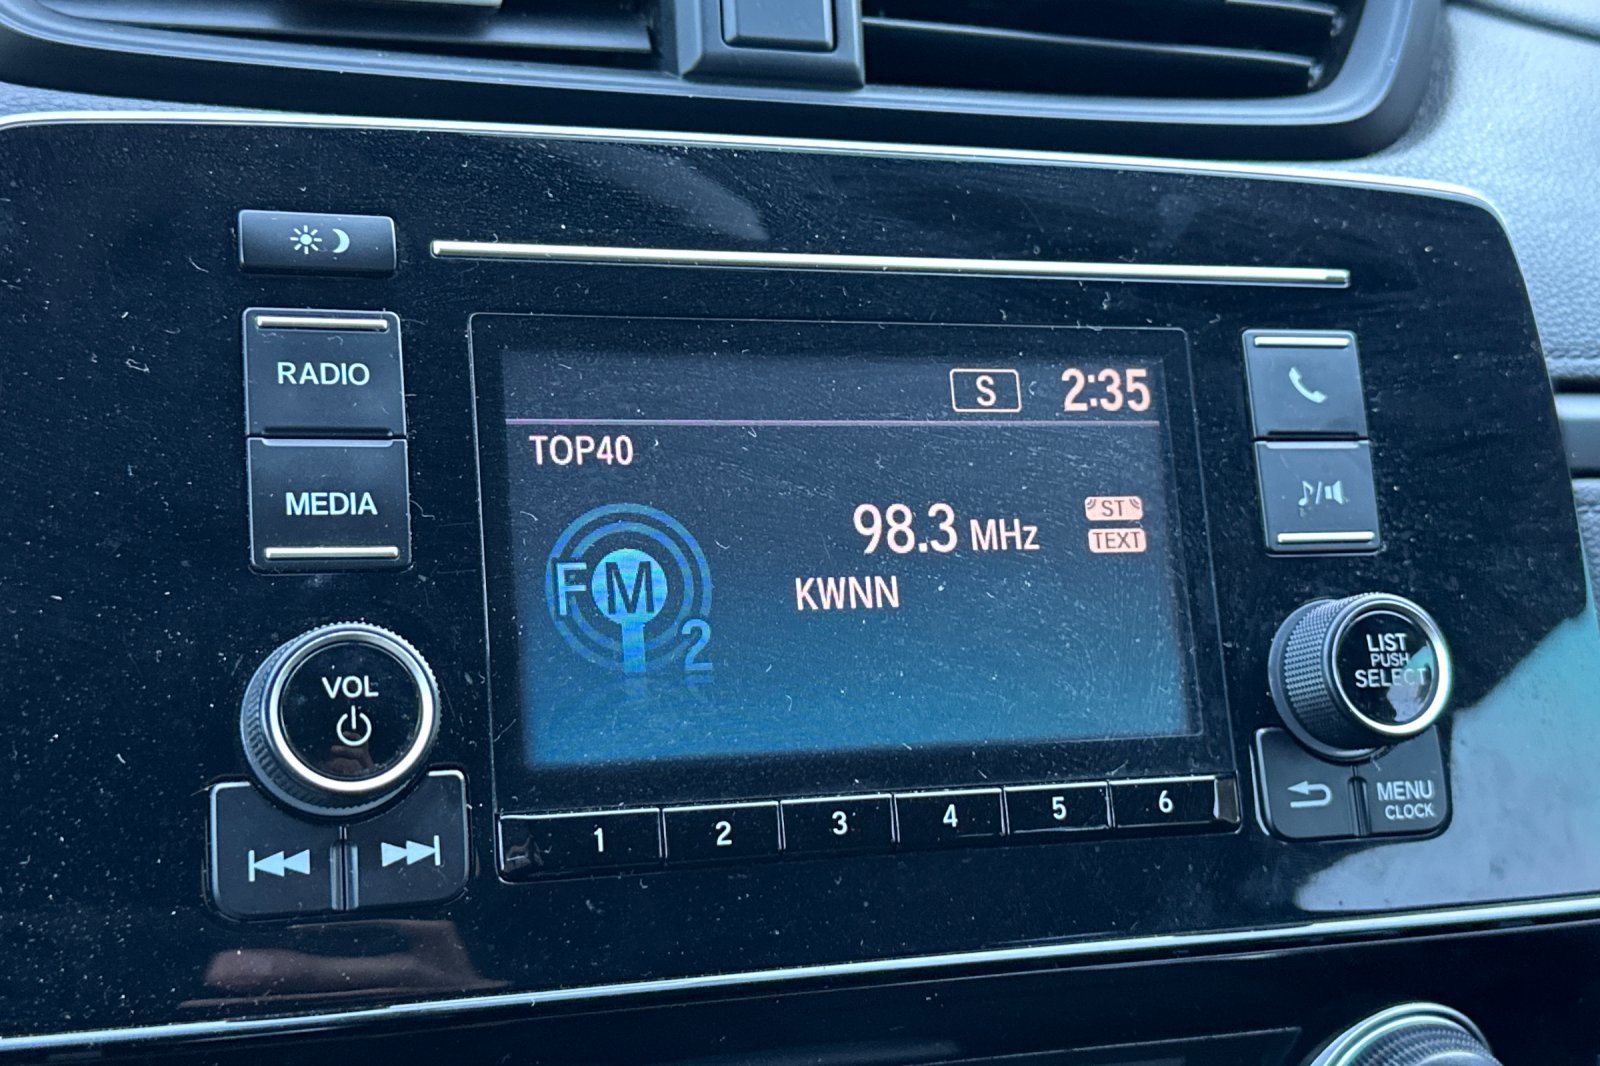 RADIO
MEDIA
VOL
S 2:35
TOP40
98.3 MHz
ST
TEXT
KWNN
FM
2
1 2 3 4 5 6
LIST
PUSH
SELECT
MENU
CLOCK